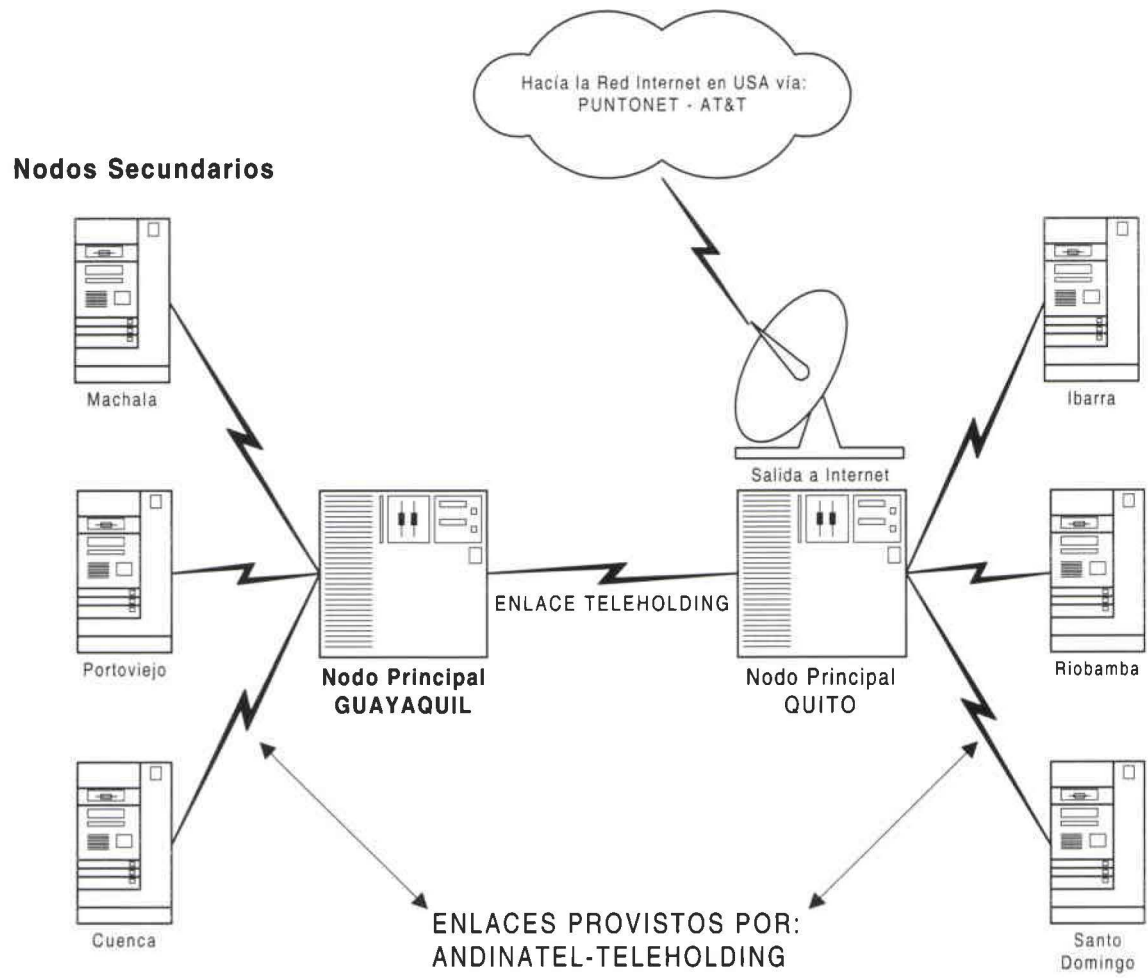 Hacía la Red Internet en USA vía:
PUNTONET - AT&T
Nodos Secundarios
Machala
Ibarra
Salida a Internet
ENLACE TELEHOLDING
Portoviejo
Nodo Principal
GUAYAQUIL
Nodo Principal
QUITO
Riobamba
Cuenca
ENLACES PROVISTOS POR:
ANDINATEL-TELEHOLDING
Santo
Domingo